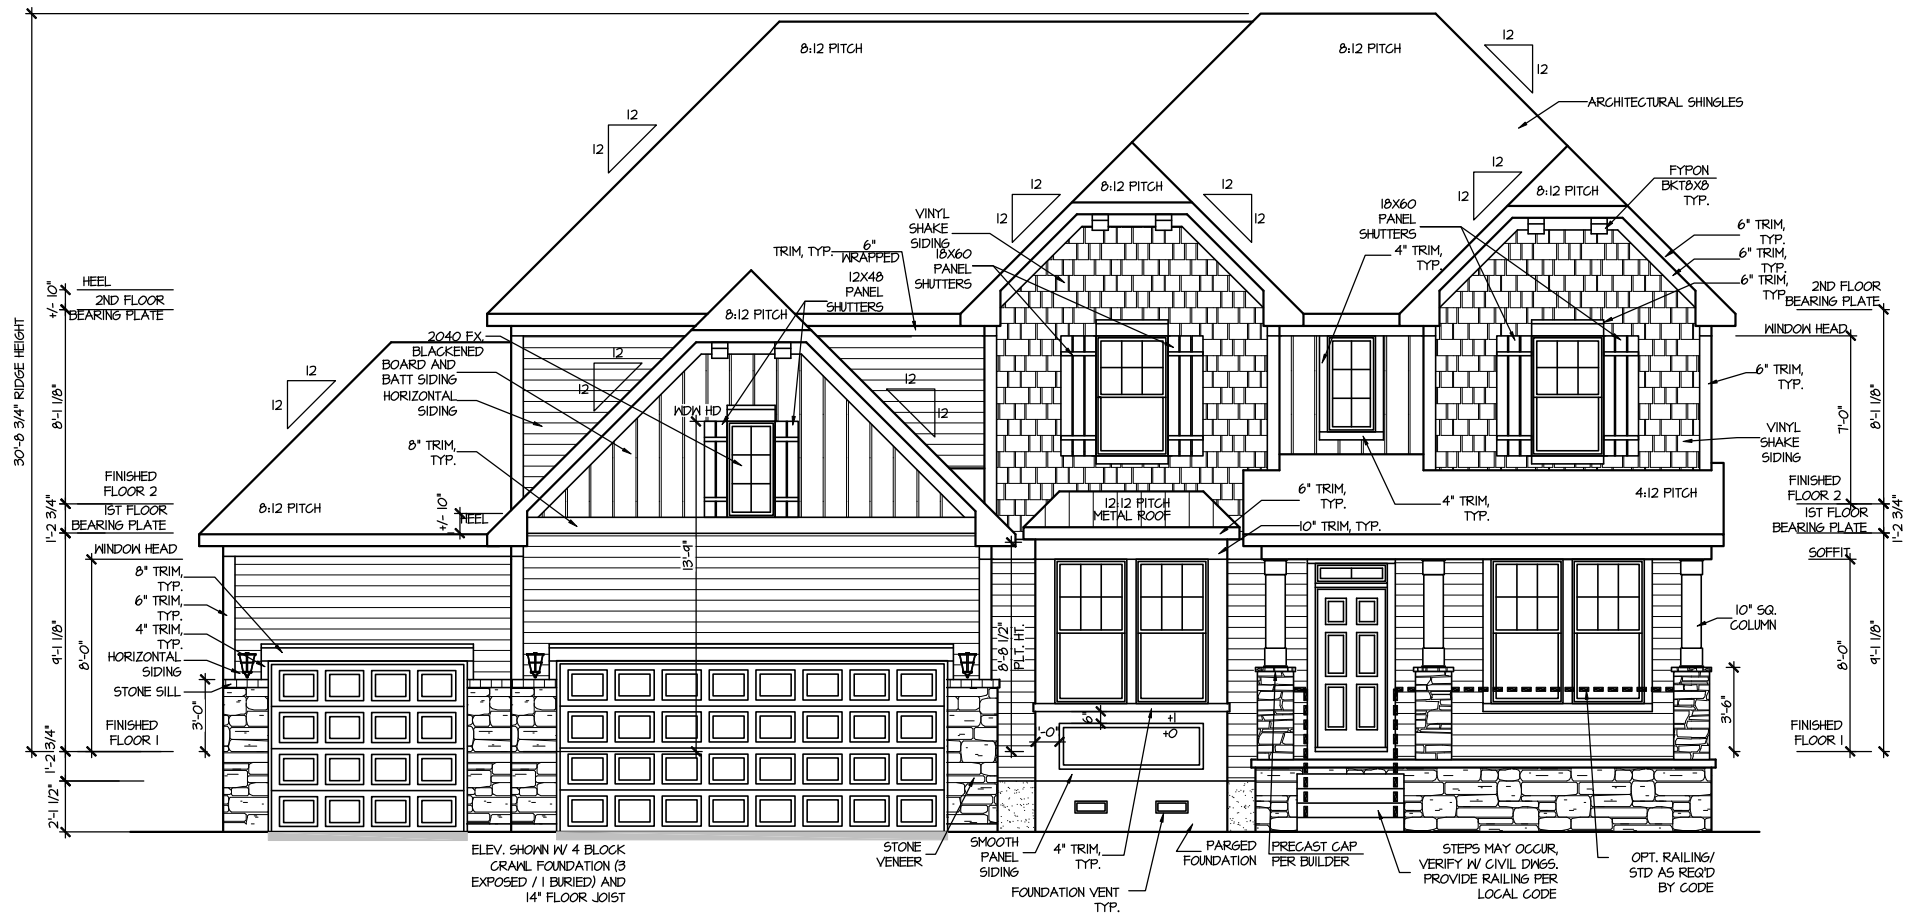 8:12 PITCH
8:12 PITCH
12
12
ARCHITECTURAL SHINGLES
12
12
12
12
FYPON
BKT8X8
TYP.
8:12 PITCH
12
12
12
12
8:12 PITCH
VINYL
SHAKE
SIDING
18X60
PANEL
SHUTTERS
18X60
PANEL
SHUTTERS
6" TRIM,
TYP.
6" TRIM,
TYP.
6" TRIM,
TYP.
4" TRIM,
TYP.
6"
TRIM, TYP.
WRAPPED
12X48
PANEL
SHUTTERS
HEEL
+/- 10"
2ND FLOOR
BEARING PLATE
2ND FLOOR
BEARING PLATE
8:12 PITCH
WINDOW HEAD
2040 FX,
BLACKENED
BOARD AND
BATT SIDING
HORIZONTAL
SIDING
12
12
12
12
12
12
6" TRIM,
TYP.
30'-8 3/4" RIDGE HEIGHT
8'-1 1/8"
WDW HD
7'-0"
8'-1 1/8"
8" TRIM,
TYP.
VINYL
SHAKE
SIDING
FINISHED
FLOOR 2
1ST FLOOR
BEARING PLATE
1'-2 3/4"
8:12 PITCH
+/- 10"
HEEL
12:12 PITCH
METAL ROOF
6" TRIM,
TYP.
10" TRIM, TYP.
4" TRIM,
TYP.
4:12 PITCH
FINISHED
FLOOR 2
1ST FLOOR
BEARING PLATE
1'-2 3/4"
WINDOW HEAD
SOFFIT
13'-9"
8" TRIM,
TYP.
6" TRIM,
TYP.
4" TRIM,
TYP.
HORIZONTAL
SIDING
STONE SILL
9'-1 1/8"
8'-0"
3'-0"
8'-8 1/2"
PLT. HT.
10" SQ.
COLUMN
8'-0"
9'-1 1/8"
3'-6"
FINISHED
FLOOR 1
FINISHED
FLOOR 1
6"
+1
+0
1'-0"
1'-2 3/4"
2'-1 1/2"
ELEV. SHOWN W/ 4 BLOCK
CRAWL FOUNDATION (3
EXPOSED / 1 BURIED) AND
14" FLOOR JOIST
STONE
VENEER
SMOOTH
PANEL
SIDING
4" TRIM,
TYP.
FOUNDATION VENT
TYP.
PARGED
FOUNDATION
PRECAST CAP
PER BUILDER
STEPS MAY OCCUR,
VERIFY W/ CIVIL DWGS.
PROVIDE RAILING PER
LOCAL CODE
OPT. RAILING/
STD AS REQ'D
BY CODE